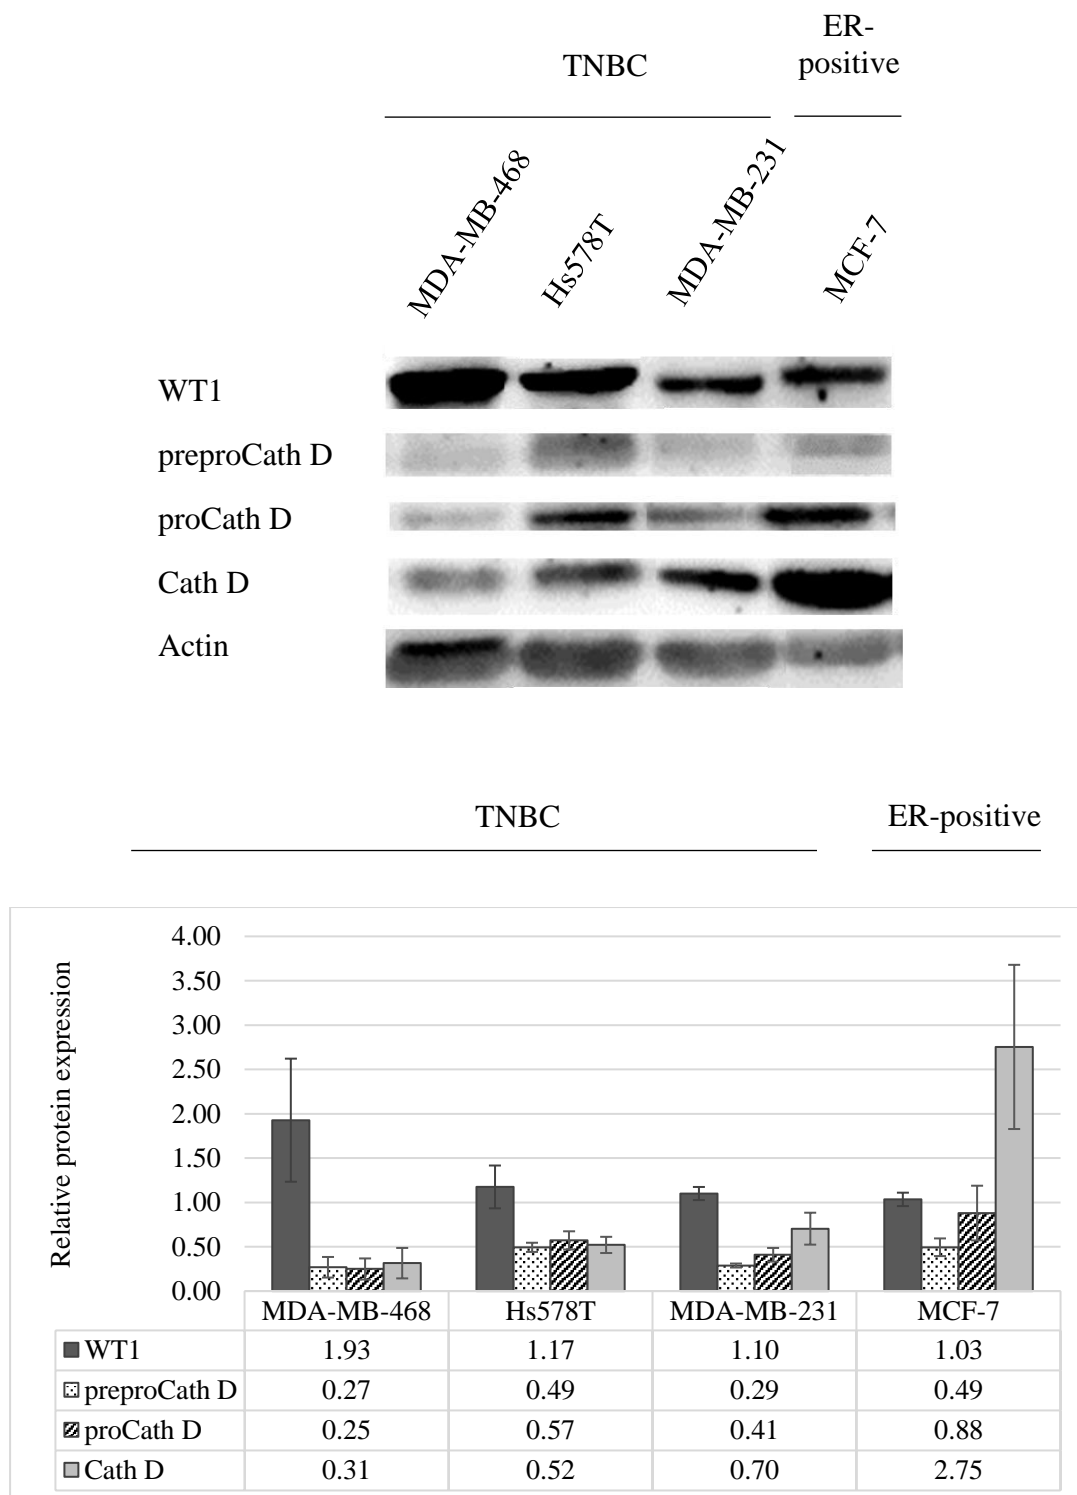 ER-
positive
TNBC
MDA-MB-468
Hs578T
MDA-MB-231
MCF-7
WT1
preproCath D
proCath D
Cath D
Actin
TNBC
ER-positive
Relative protein expression
4.00
3.50
3.00
2.50
2.00
1.50
1.00
0.50
0.00
MDA-MB-468 Hs578T MDA-MB-231 MCF-7
WT1 1.93 1.17 1.10 1.03
preproCath D 0.27 0.49 0.29 0.49
proCath D 0.25 0.57 0.41 0.88
Cath D 0.31 0.52 0.70 2.75